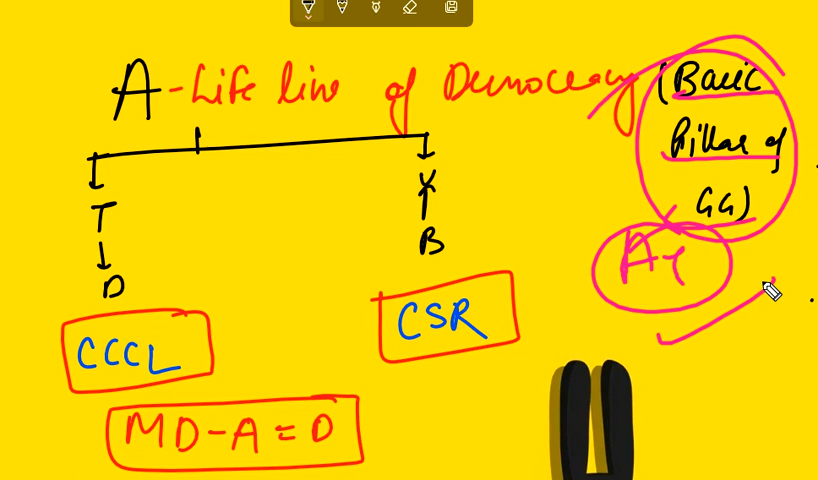 A - Life line of Democracy (Basic
Pillar of
GG)
T
D
B
CCCL
CSR
MD - A = 0